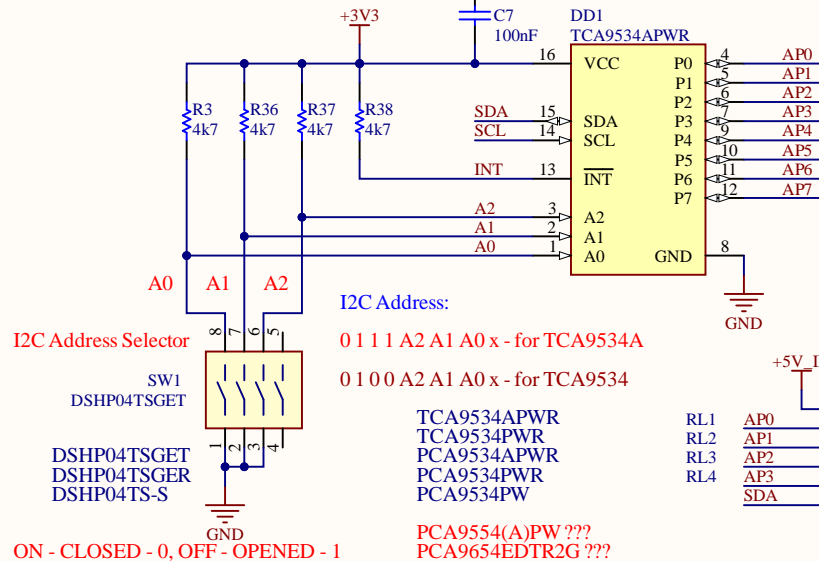 +3V3
C7
100nF
DD1
TCA9534APWR
R3
4k7
R36
4k7
R37
4k7
R38
4k7
16 VCC
SDA 15 SDA
SCL 14 SCL
INT 13 INT
A2 3 A2
A1 2 A1
A0 1 A0
P0 4 AP0
P1 5 AP1
P2 6 AP2
P3 7 AP3
P4 9 AP4
P5 10 AP5
P6 11 AP6
P7 12 AP7
GND 8
GND
A0 A1 A2
I2C Address Selector
8 7 6 5
SW1
DSHP04TSGET
1 2 3 4
DSHP04TSGET
DSHP04TSGER
DSHP04TS-S
GND
ON - CLOSED - 0, OFF - OPENED - 1
I2C Address:
0 1 1 1 A2 A1 A0 x - for TCA9534A
0 1 0 0 A2 A1 A0 x - for TCA9534
TCA9534APWR
TCA9534PWR
PCA9534APWR
PCA9534PWR
PCA9534PW
PCA9554(A)PW ???
PCA9654EDTR2G ???
RL1 AP0
RL2 AP1
RL3 AP2
RL4 AP3
SDA